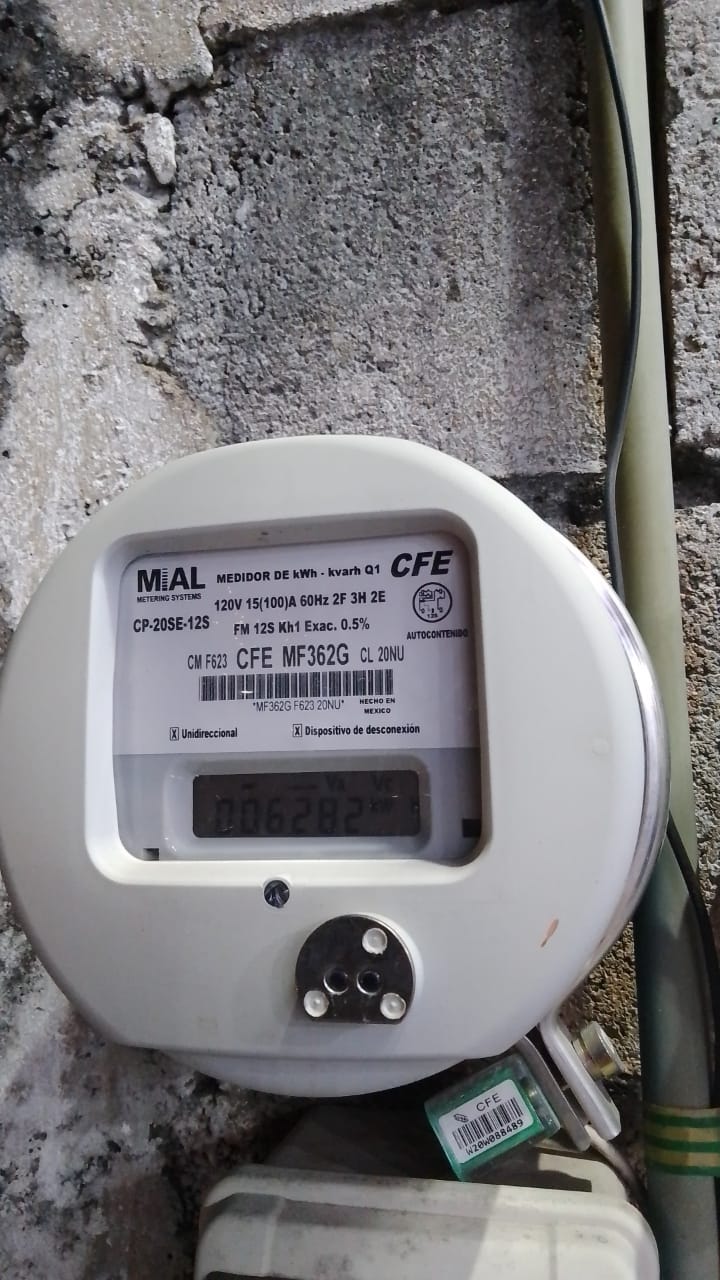 MIAL
METERING SYSTEMS
MEDIDOR DE kWh - kvarh Q1
CFE
120V 15(100)A 60Hz 2F 3H 2E
CP-20SE-12S
FM 12S Kh1 Exac. 0.5%
12S
AUTOCONTENIDO
CM F623 CFE MF362G CL 20NU
*MF362G F623 20NU*
HECHO EN
MEXICO
X Unidireccional
X Dispositivo de desconexión
006282 kW h
CFE
W20W088489